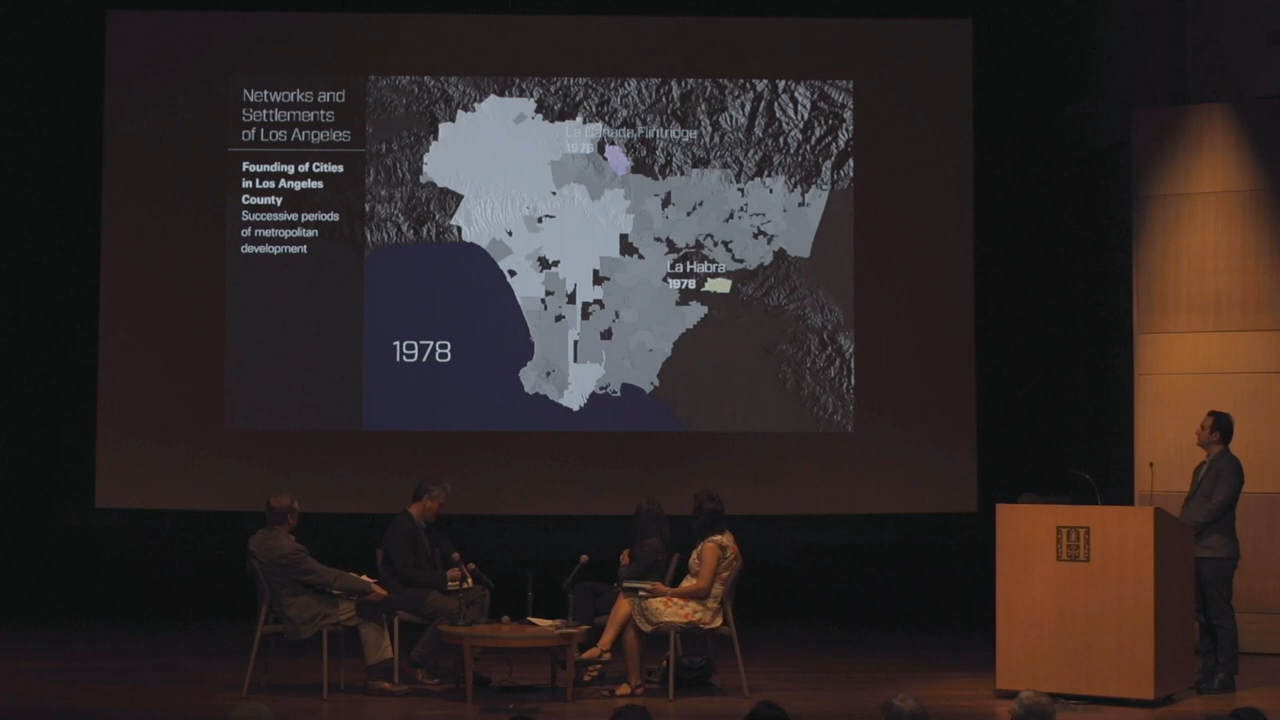 Networks and
Settlements
of Los Angeles
Founding of Cities
in Los Angeles
County
Successive periods
of metropolitan
development
La Cañada Flintridge
1976
La Habra
1978
1978
H